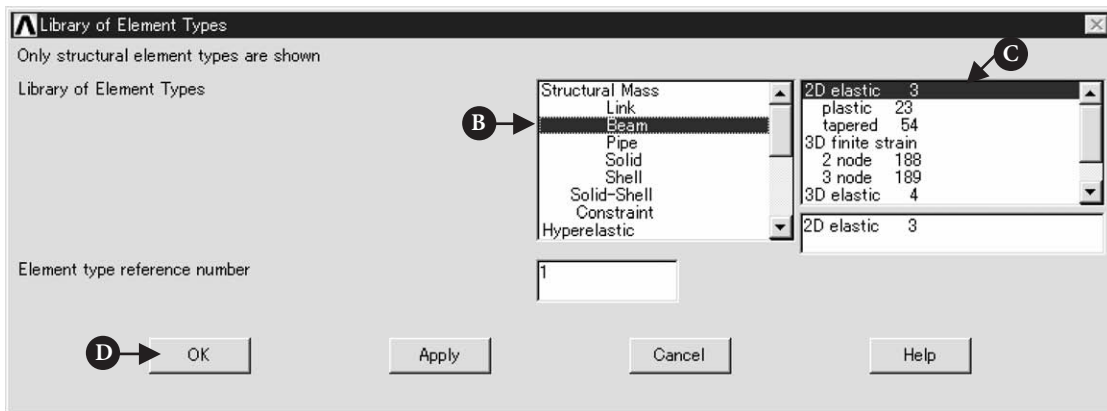 Library of Element Types
Only structural element types are shown
Library of Element Types
Structural Mass
Link
Beam
Pipe
Solid
Shell
Solid-Shell
Constraint
Hyperelastic
2D elastic 3
plastic 23
tapered 54
3D finite strain
2 node 188
3 node 189
3D elastic 4
2D elastic 3
B
C
Element type reference number
1
D
OK
Apply
Cancel
Help